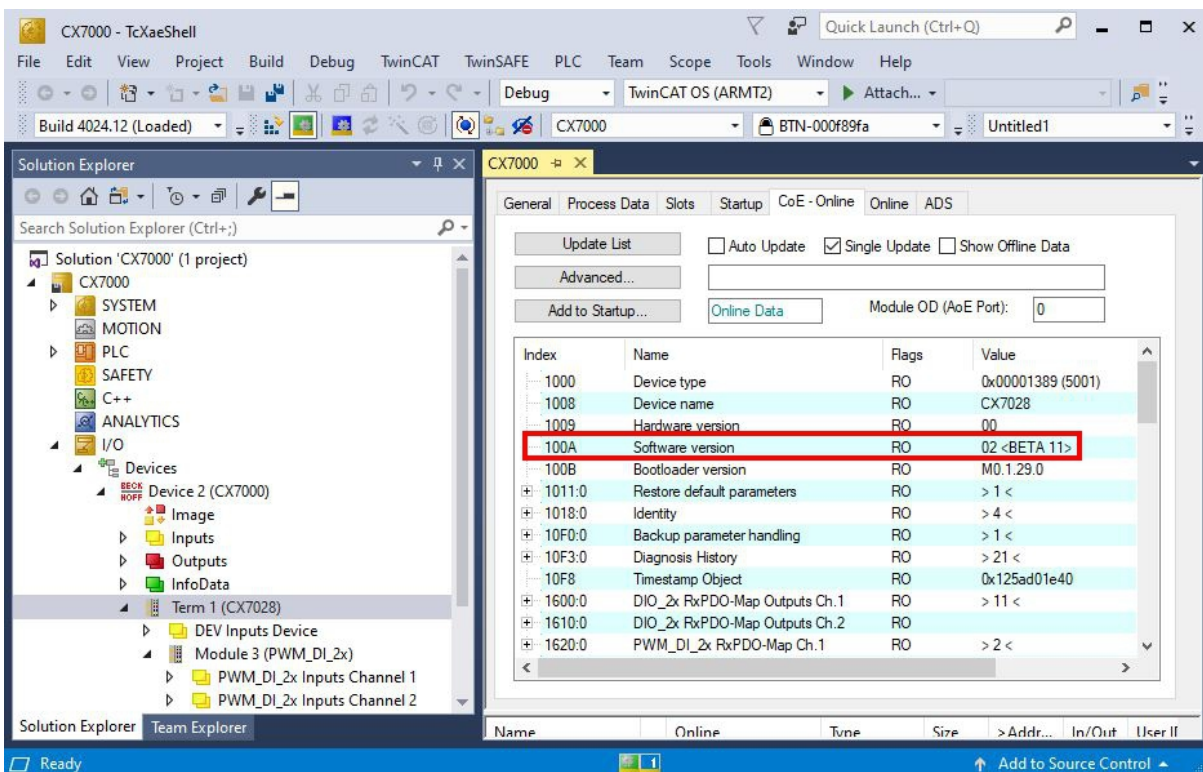 CX7000 - TcXaeShell
Quick Launch (Ctrl+Q)
File Edit View Project Build Debug TwinCAT TwinSAFE PLC Team Scope Tools Window Help
Debug TwinCAT OS (ARMT2) Attach...
Build 4024.12 (Loaded) CX7000 BTN-000f89fa Untitled1
Solution Explorer
Search Solution Explorer (Ctrl+;)
Solution 'CX7000' (1 project)
CX7000
SYSTEM
MOTION
PLC
SAFETY
C++
ANALYTICS
I/O
Devices
BECK
HOFF
Device 2 (CX7000)
Image
Inputs
Outputs
InfoData
Term 1 (CX7028)
DEV Inputs Device
Module 3 (PWM_DI_2x)
PWM_DI_2x Inputs Channel 1
PWM_DI_2x Inputs Channel 2
Solution Explorer Team Explorer
CX7000
General Process Data Slots Startup CoE - Online Online ADS
Update List Auto Update Single Update Show Offline Data
Advanced...
Add to Startup... Online Data Module OD (AoE Port): 0
Index Name Flags Value
1000 Device type RO 0x00001389 (5001)
1008 Device name RO CX7028
1009 Hardware version RO 00
100A Software version RO 02 <BETA 11>
100B Bootloader version RO M0.1.29.0
1011:0 Restore default parameters RO > 1 <
1018:0 Identity RO > 4 <
10F0:0 Backup parameter handling RO > 1 <
10F3:0 Diagnosis History RO > 21 <
10F8 Timestamp Object RO 0x125ad01e40
1600:0 DIO_2x RxPDO-Map Outputs Ch.1 RO > 11 <
1610:0 DIO_2x RxPDO-Map Outputs Ch.2 RO
1620:0 PWM_DI_2x RxPDO-Map Ch.1 RO > 2 <
Name Online Type Size >Addr... In/Out User II
Ready 1 Add to Source Control